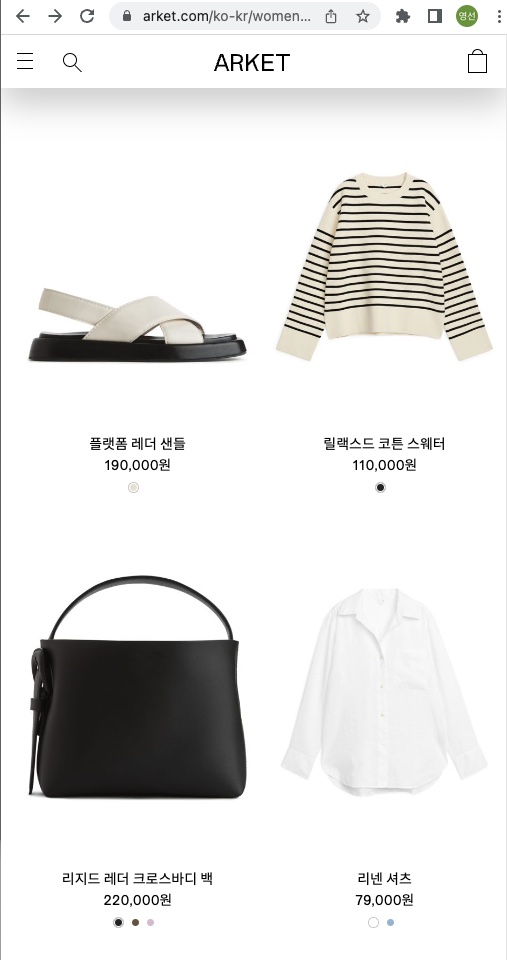 arket.com/ko-kr/women...
영선
ARKET
플랫폼 레더 샌들
190,000원
릴랙스드 코튼 스웨터
110,000원
리지드 레더 크로스바디 백
220,000원
리넨 셔츠
79,000원